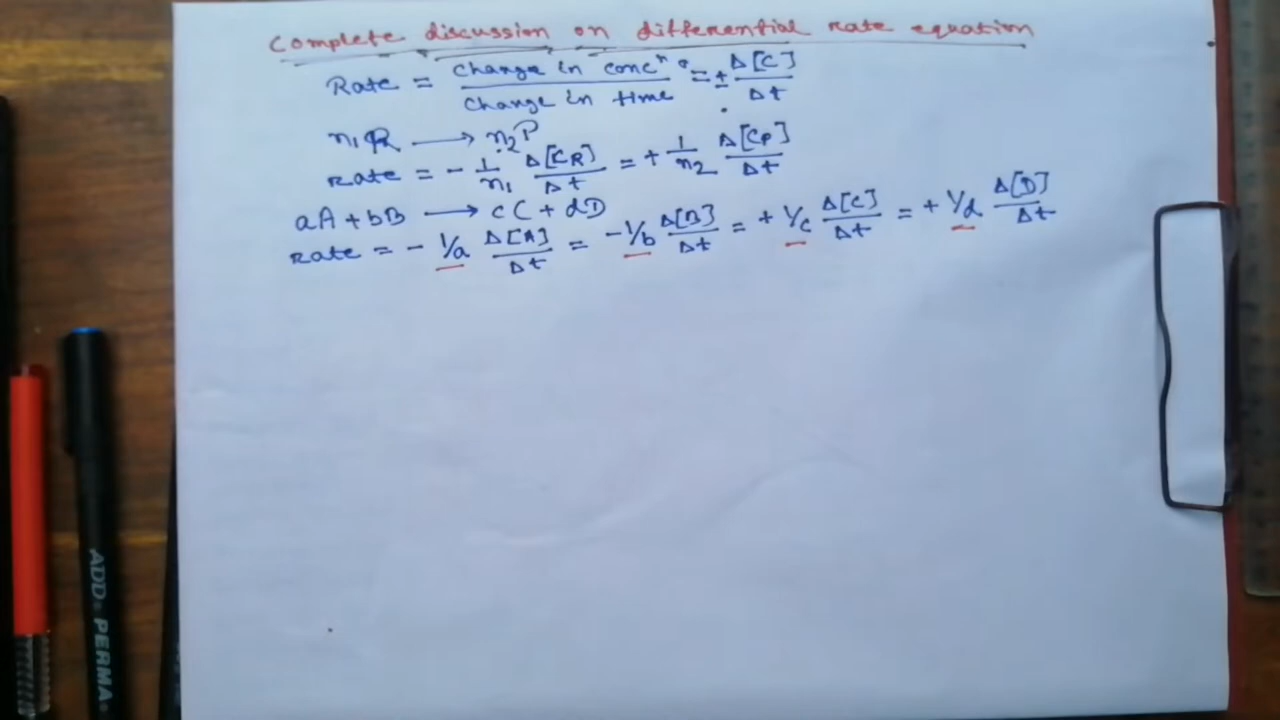 Complete discussion on differential rate equation
Rate = Change in concⁿ / Change in time = ± Δ[C] / Δt
n₁R ⟶ n₂P
rate = - 1/n₁ Δ[C_R]/Δt = + 1/n₂ Δ[C_P]/Δt
aA + bB ⟶ cC + dD
rate = - 1/a Δ[A]/Δt = - 1/b Δ[B]/Δt = + 1/c Δ[C]/Δt = + 1/d Δ[D]/Δt
ADD PERMA